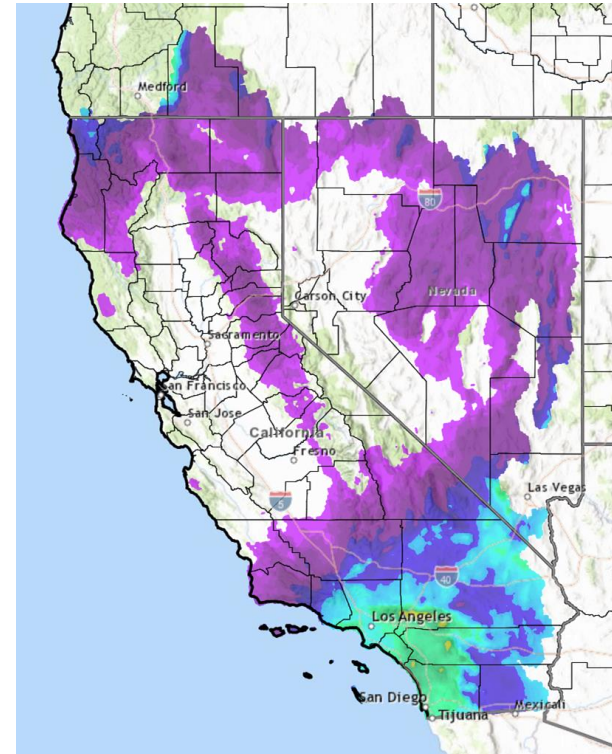 Medford
80
Carson City
Nevada
Sacramento
San Francisco
San Jose
California
Fresno
5
Las Vegas
40
Los Angeles
San Diego
Tijuana
Mexicali